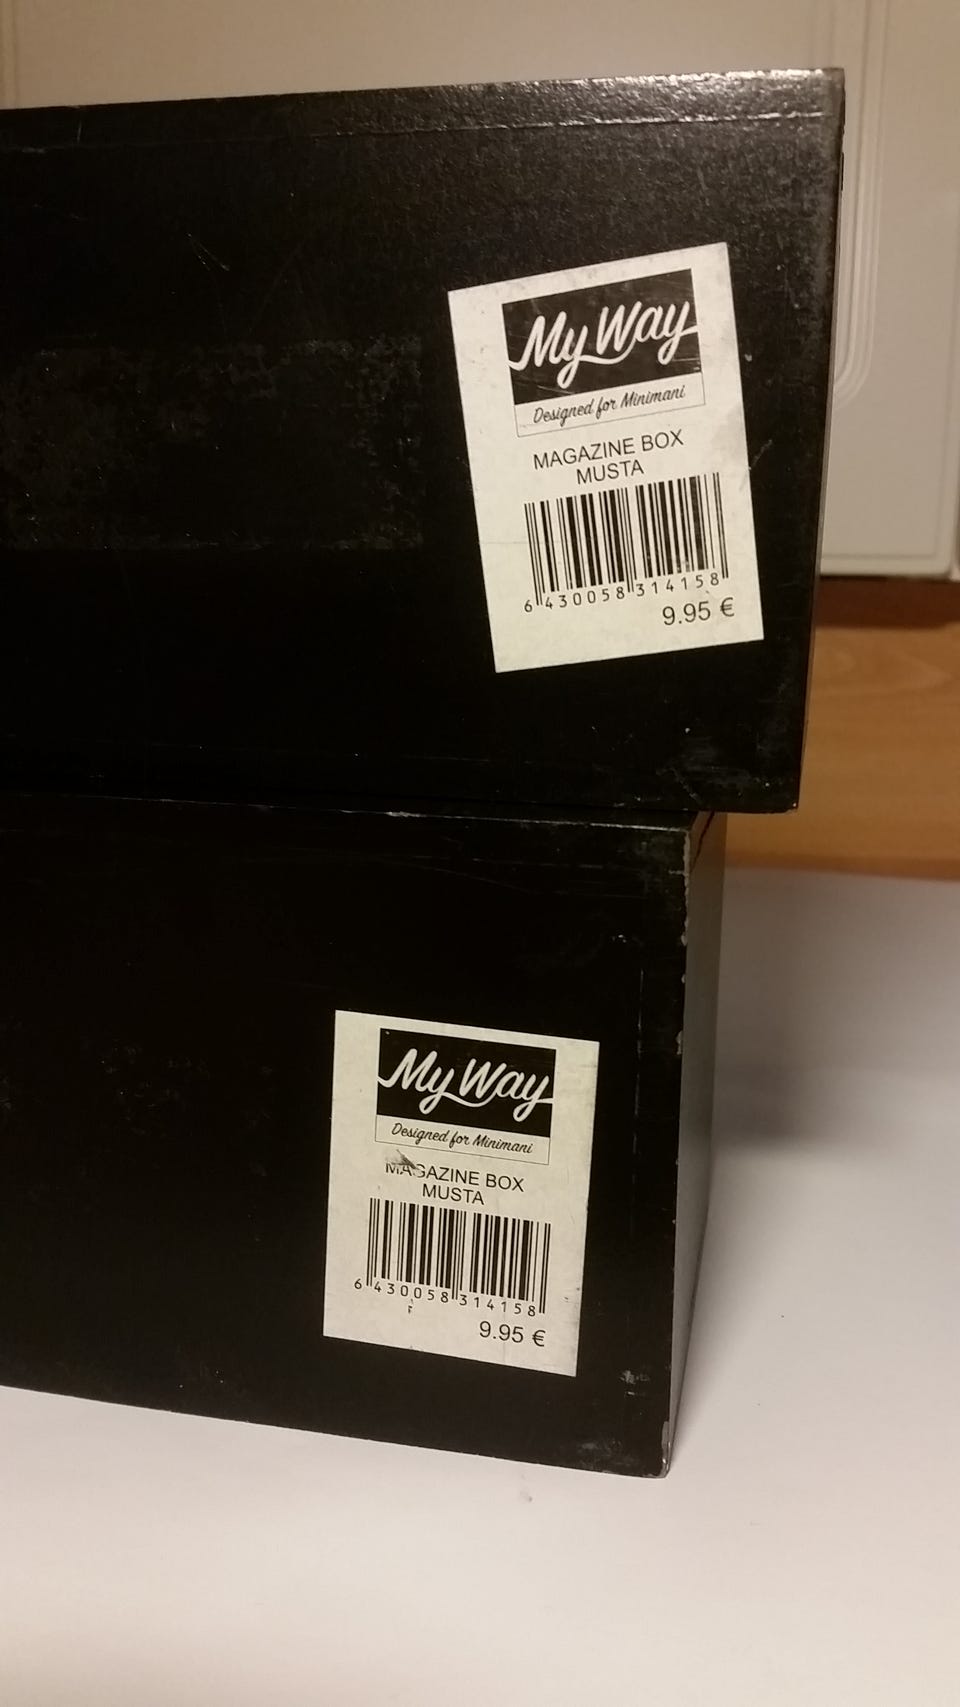 My Way
Designed for Minimani
MAGAZINE BOX
MUSTA
6 430058 314158
9.95 €
My Way
Designed for Minimani
MAGAZINE BOX
MUSTA
6 430058 314158
9.95 €